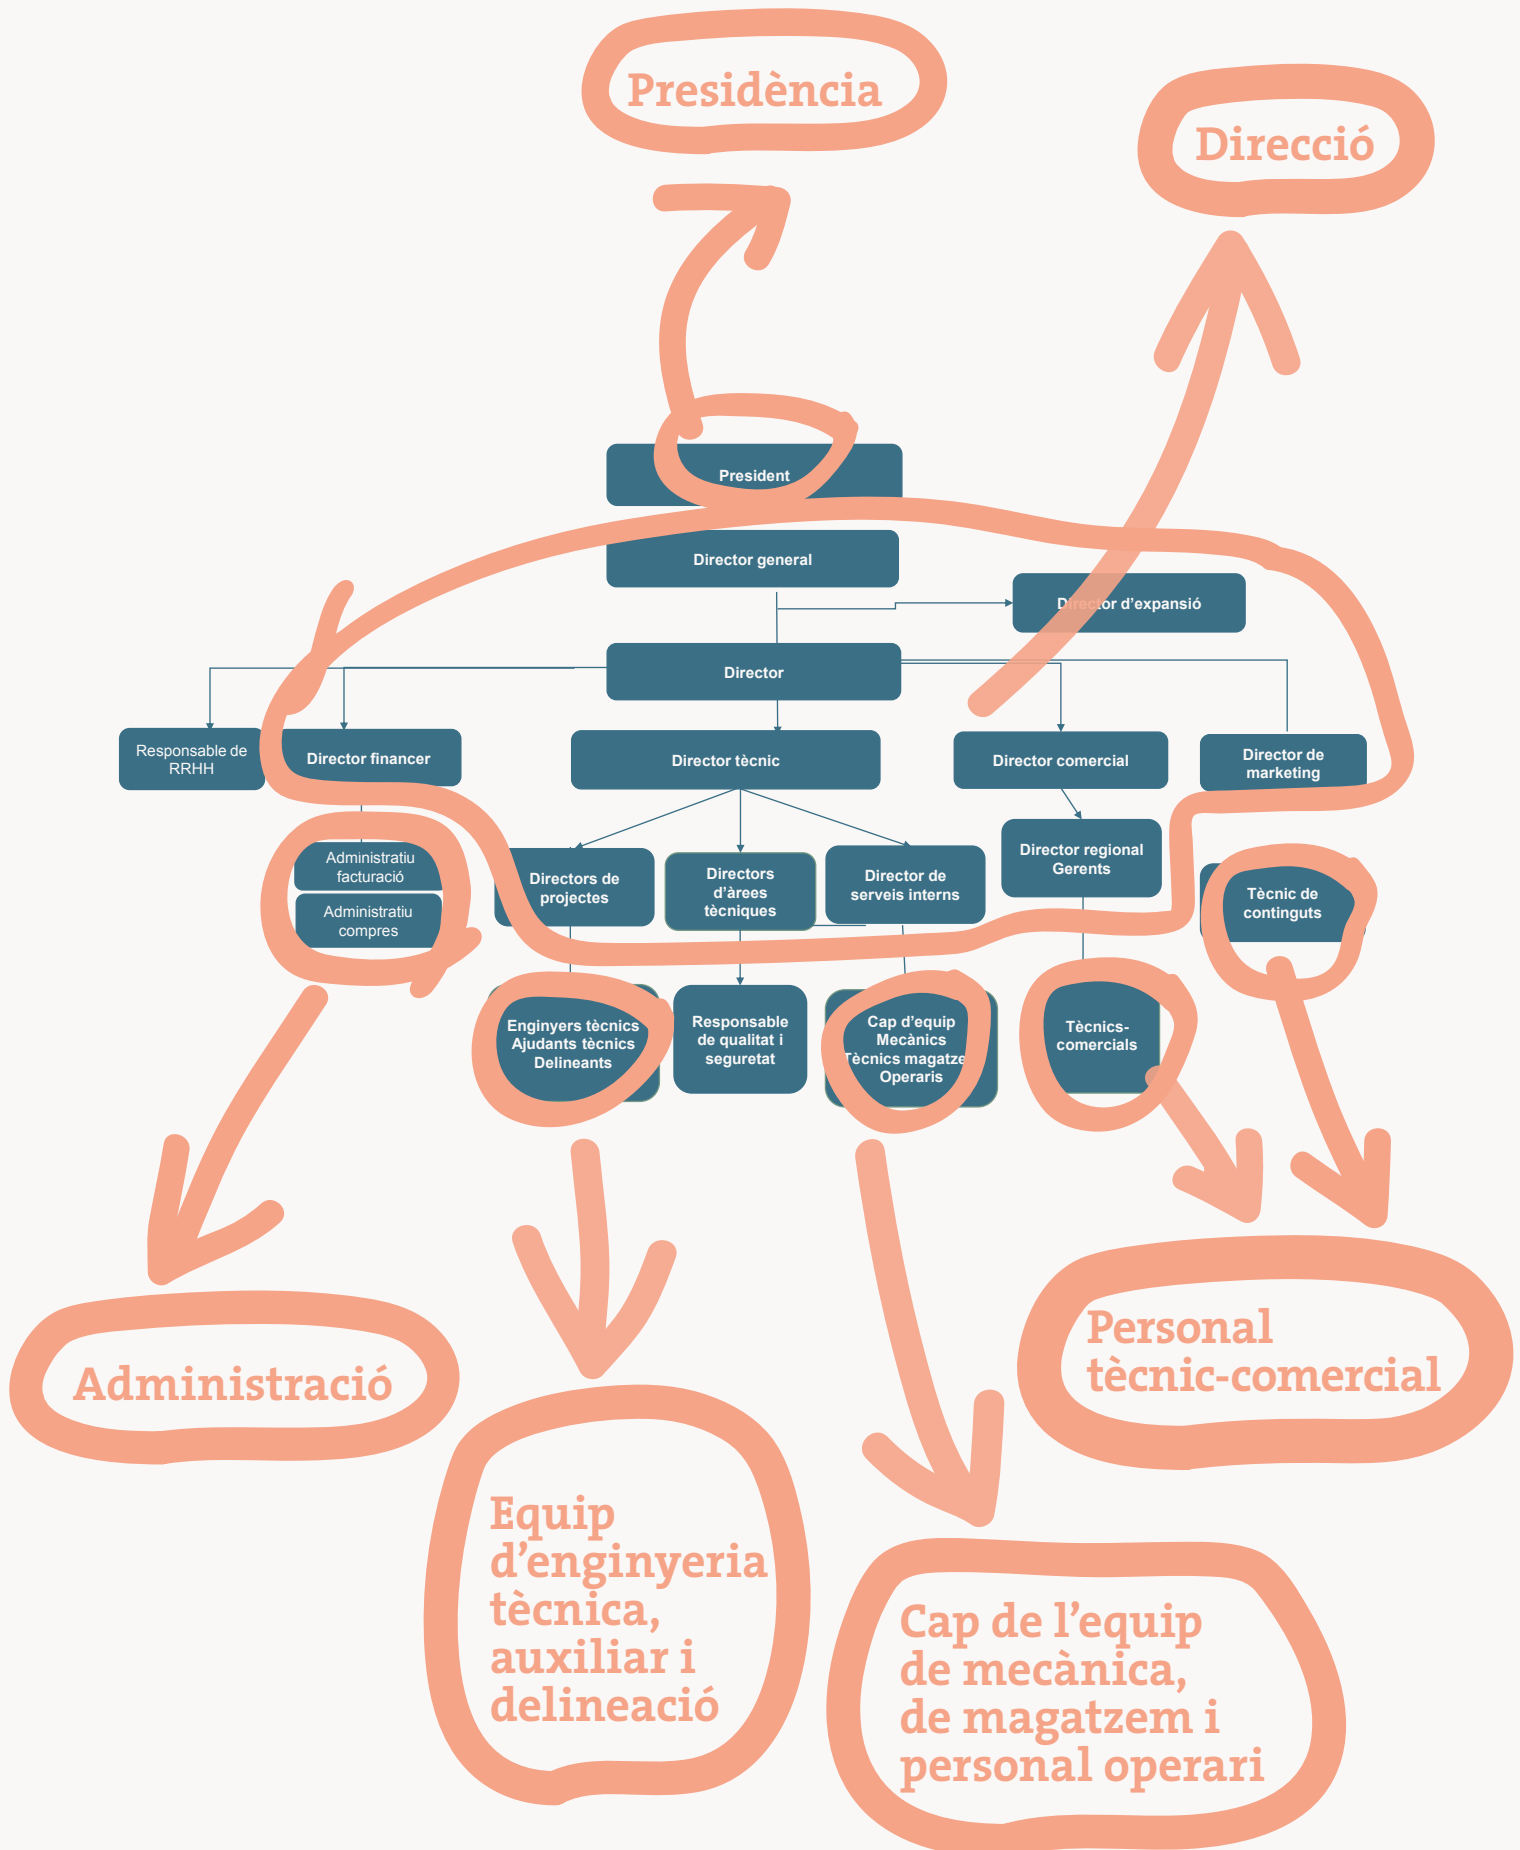 Presidència
Direcció
President
Director general
Director d’expansió
Director
Responsable de
RRHH
Director financer
Director tècnic
Director comercial
Director de
marketing
Administratiu
facturació
Administratiu
compres
Directors de
projectes
Directors
d’àrees
tècniques
Director de
serveis interns
Director regional
Gerents
Tècnic de
continguts
Enginyers tècnics
Ajudants tècnics
Delineants
Responsable
de qualitat i
seguretat
Cap d’equip
Mecànics
Tècnics magatze
Operaris
Tècnics-
comercials
Administració
Equip
d’enginyeria
tècnica,
auxiliar i
delineació
Cap de l’equip
de mecànica,
de magatzem i
personal operari
Personal
tècnic-comercial